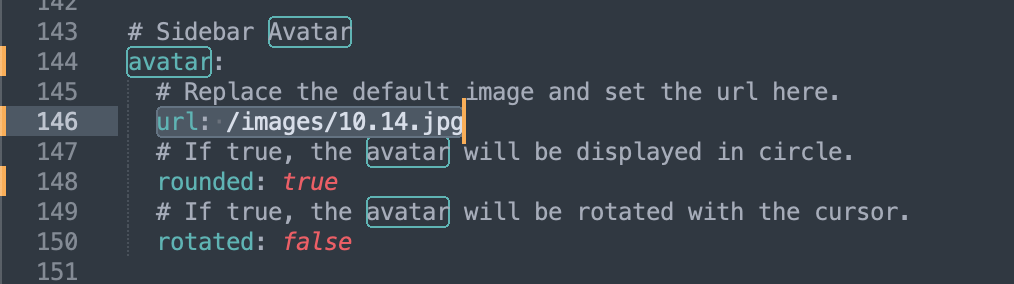 142
143 # Sidebar Avatar
144 avatar:
145 # Replace the default image and set the url here.
146 url: /images/10.14.jpg
147 # If true, the avatar will be displayed in circle.
148 rounded: true
149 # If true, the avatar will be rotated with the cursor.
150 rotated: false
151